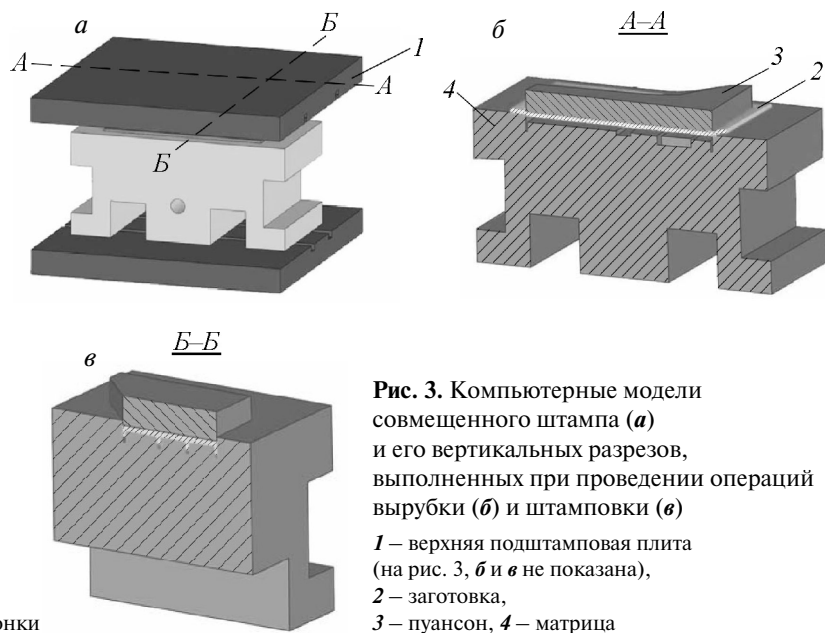 а
Б
А
1
А
Б
б
А–А
3
2
4
Б–Б
в
Рис. 3. Компьютерные модели
совмещенного штампа (а)
и его вертикальных разрезов,
выполненных при проведении операций
вырубки (б) и штамповки (в)
1 – верхняя подштамповая плита
(на рис. 3, б и в не показана),
2 – заготовка,
3 – пуансон, 4 – матрица
онки